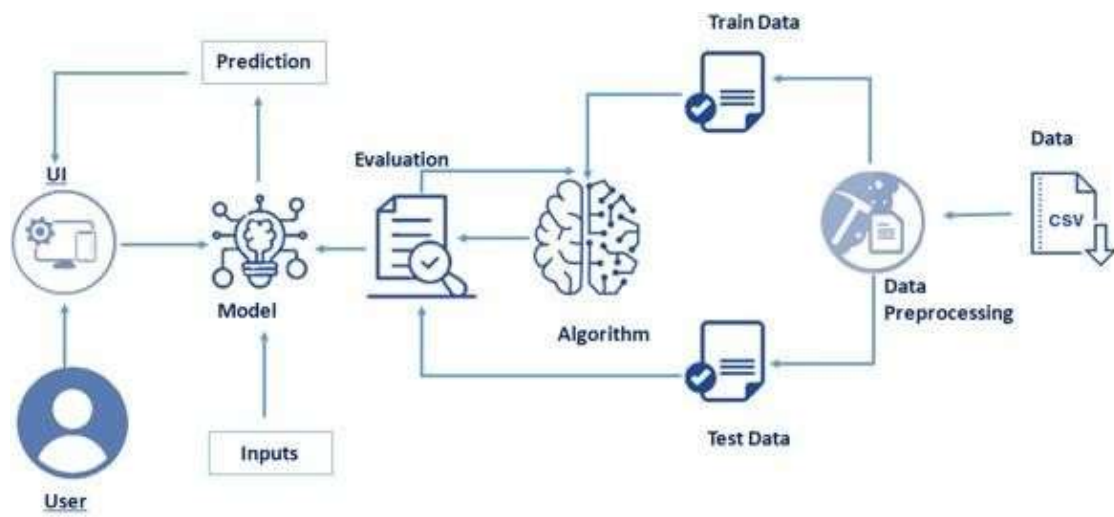 Train Data
Prediction
Data
Evaluation
UI
CSV
Model
Data
Preprocessing
Algorithm
Test Data
Inputs
User